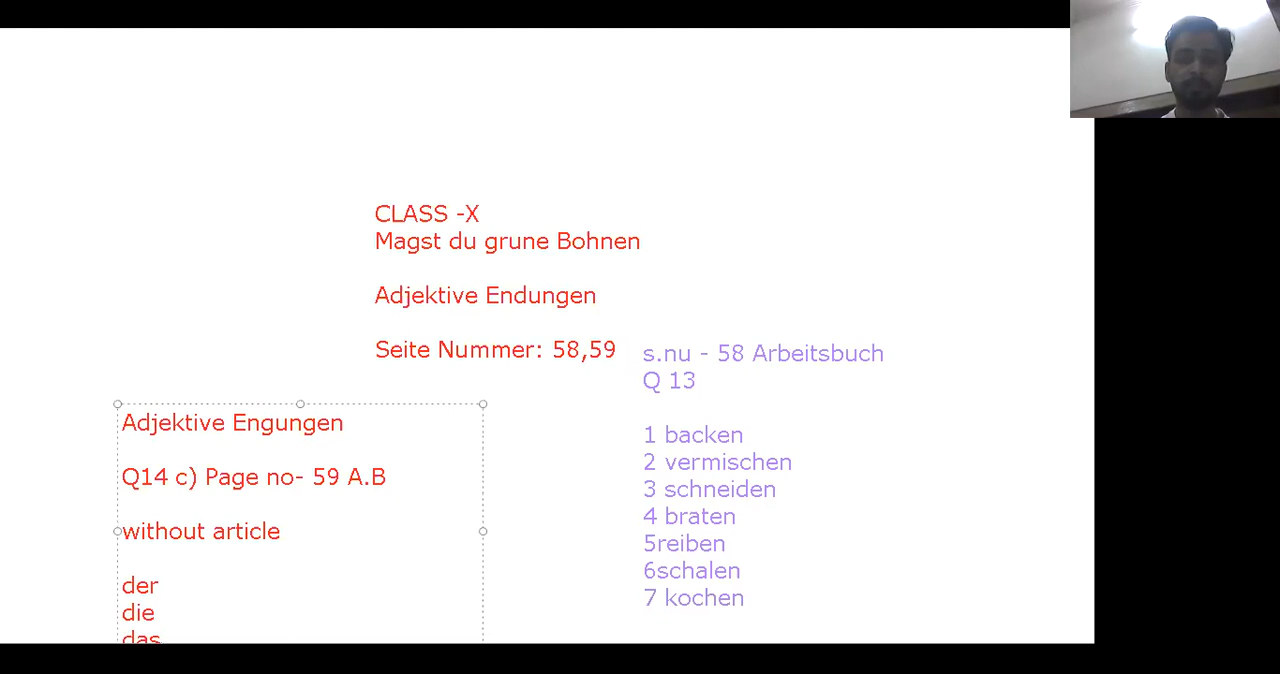 CLASS -X
Magst du grune Bohnen
Adjektive Endungen
Seite Nummer: 58,59
s.nu - 58 Arbeitsbuch
Q 13
1 backen
2 vermischen
3 schneiden
4 braten
5reiben
6schalen
7 kochen
Adjektive Engungen
Q14 c) Page no- 59 A.B
without article
der
die
das